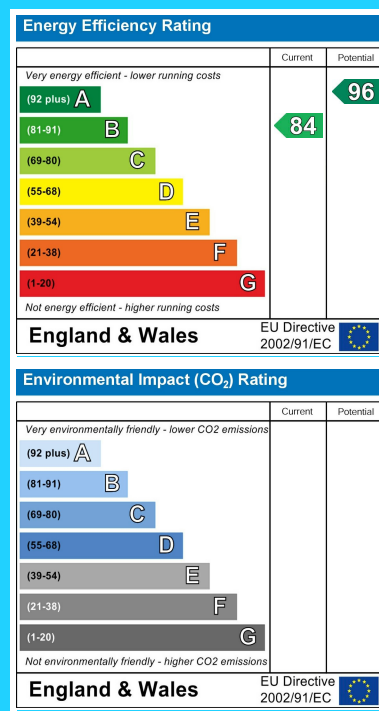 Energy Efficiency Rating
Current Potential
Very energy efficient - lower running costs
(92 plus) A
96
(81-91) B
84
(69-80) C
(55-68) D
(39-54) E
(21-38) F
(1-20) G
Not energy efficient - higher running costs
England & Wales
EU Directive
2002/91/EC
Environmental Impact (CO₂) Rating
Current Potential
Very environmentally friendly - lower CO2 emissions
(92 plus) A
(81-91) B
(69-80) C
(55-68) D
(39-54) E
(21-38) F
(1-20) G
Not environmentally friendly - higher CO2 emissions
England & Wales
EU Directive
2002/91/EC